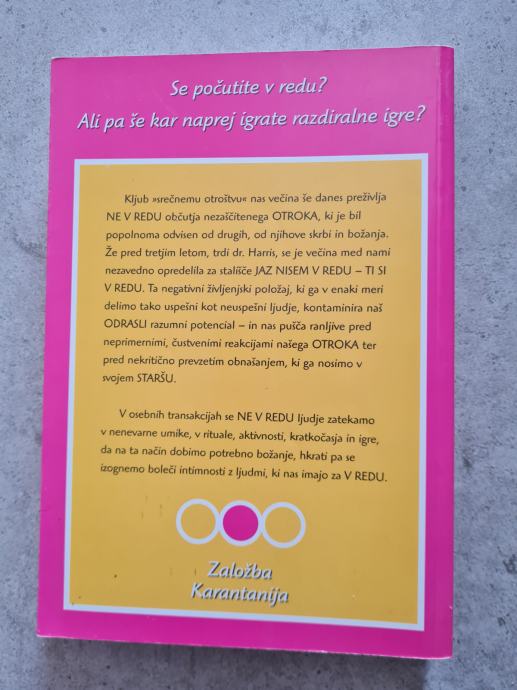 Se počutite v redu?
Ali pa še kar naprej igrate razdiralne igre?
Kljub »srečnemu otroštvu« nas večina še danes preživlja
NE V REDU občutja nezaščitenega OTROKA, ki je bil
popolnoma odvisen od drugih, od njihove skrbi in božanja.
Že pred tretjim letom, trdi dr. Harris, se je večina med nami
nezavedno opredelila za stališče JAZ NISEM V REDU – TI SI
V REDU. Ta negativni življenjski položaj, ki ga v enaki meri
delimo tako uspešni kot neuspešni ljudje, kontaminira naš
ODRASLI razumni potencial – in nas pušča ranljive pred
neprimernimi, čustvenimi reakcijami našega OTROKA ter
pred nekritično prevzetim obnašanjem, ki ga nosimo v
svojem STARŠU.
V osebnih transakcijah se NE V REDU ljudje zatekamo
v nenevarne umike, v rituale, aktivnosti, kratkočasja in igre,
da na ta način dobimo potrebno božanje, hkrati pa se
izognemo boleči intimnosti z ljudmi, ki nas imajo za V REDU.
Založba
Karantanija